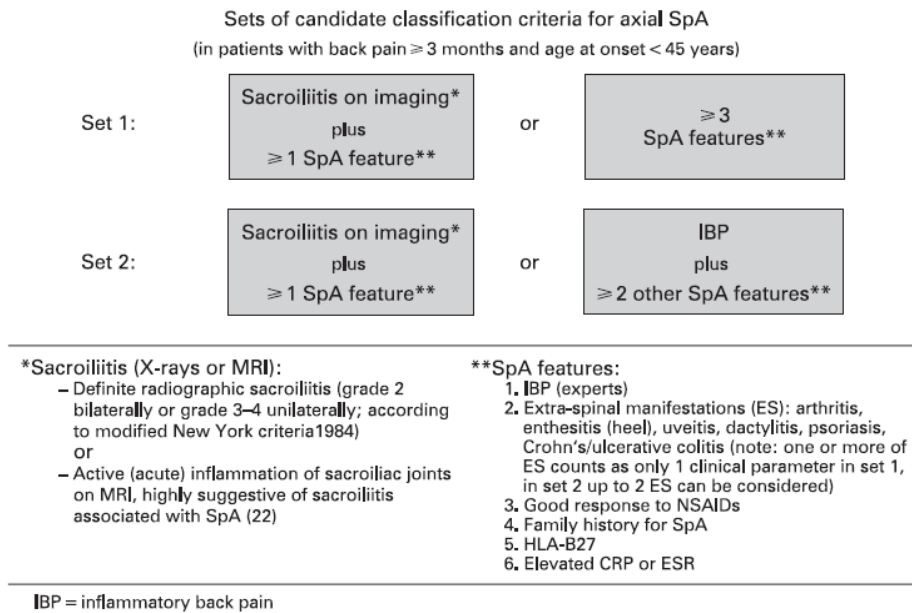 Sets of candidate classification criteria for axial SpA
(in patients with back pain ≥ 3 months and age at onset < 45 years)
Set 1:
Sacroiliitis on imaging*
plus
≥ 1 SpA feature**
or
≥ 3
SpA features**
Set 2:
Sacroiliitis on imaging*
plus
≥ 1 SpA feature**
or
IBP
plus
≥ 2 other SpA features**
*Sacroiliitis (X-rays or MRI):
– Definite radiographic sacroiliitis (grade 2
bilaterally or grade 3–4 unilaterally; according
to modified New York criteria1984)
or
– Active (acute) inflammation of sacroiliac joints
on MRI, highly suggestive of sacroiliitis
associated with SpA (22)
**SpA features:
1. IBP (experts)
2. Extra-spinal manifestations (ES): arthritis,
enthesitis (heel), uveitis, dactylitis, psoriasis,
Crohn's/ulcerative colitis (note: one or more of
ES counts as only 1 clinical parameter in set 1,
in set 2 up to 2 ES can be considered)
3. Good response to NSAIDs
4. Family history for SpA
5. HLA-B27
6. Elevated CRP or ESR
IBP = inflammatory back pain